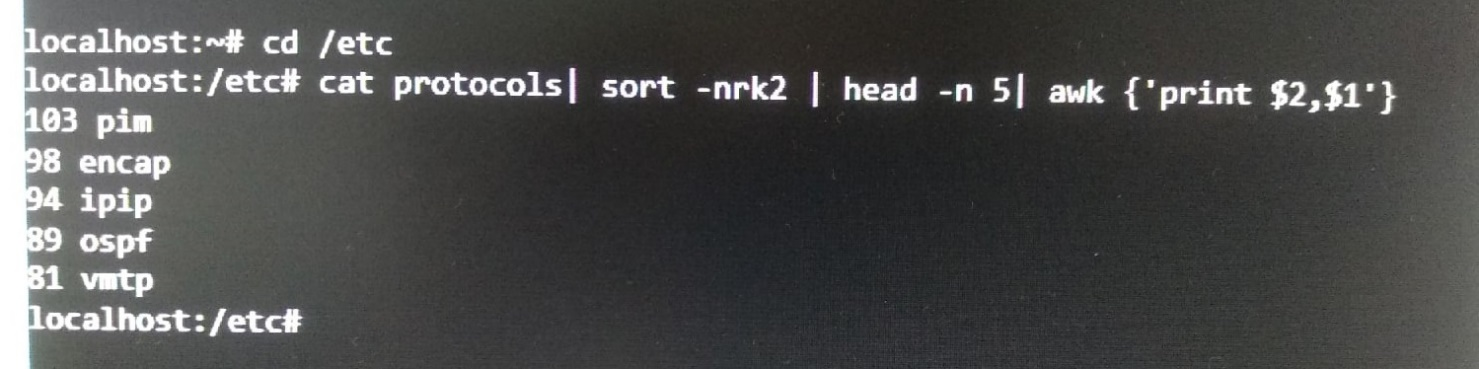 localhost:~# cd /etc
localhost:/etc# cat protocols| sort -nrk2 | head -n 5| awk {'print $2,$1'}
103 pim
98 encap
94 ipip
89 ospf
81 vmtp
localhost:/etc#